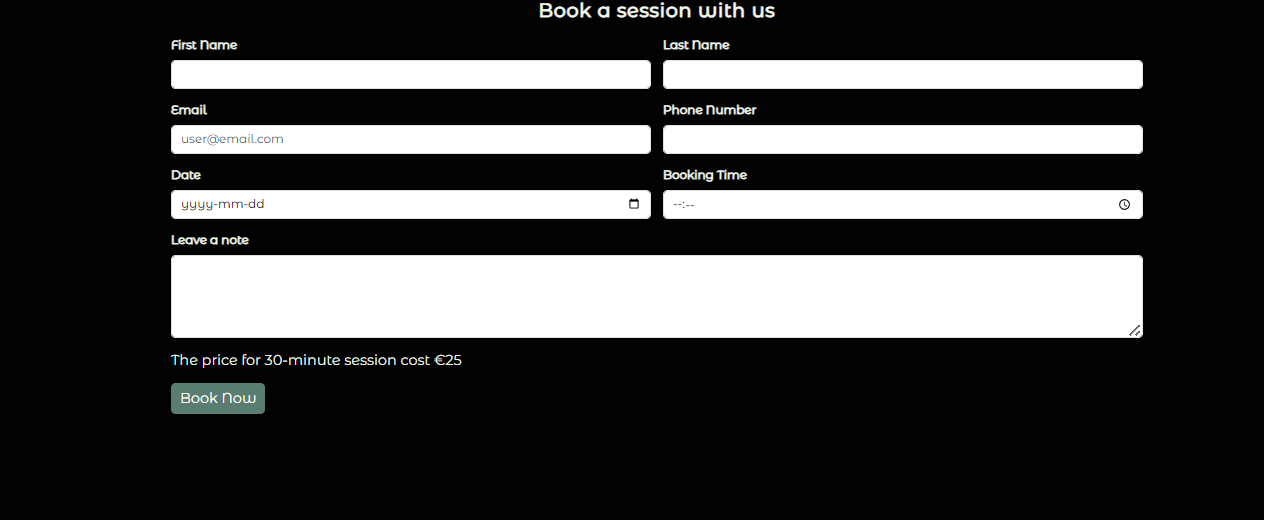 Book a session with us
First Name Last Name
Email Phone Number
user@email.com
Date Booking Time
yyyy-mm-dd --:--
Leave a note
The price for 30-minute session cost €25
Book Now